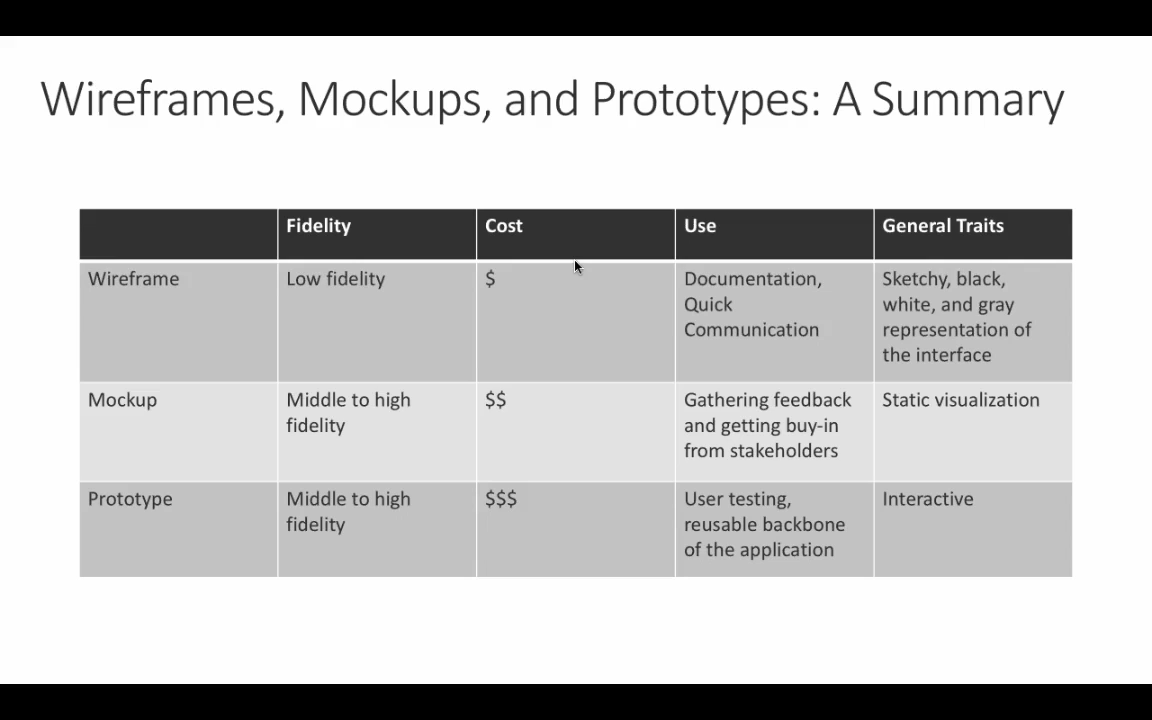 Wireframes, Mockups, and Prototypes: A Summary
Fidelity Cost Use General Traits
Wireframe Low fidelity $ Documentation, Sketchy, black,
Quick white, and gray
Communication representation of
the interface
Mockup Middle to high $$ Gathering feedback Static visualization
fidelity and getting buy-in
from stakeholders
Prototype Middle to high $$$ User testing, Interactive
fidelity reusable backbone
of the application